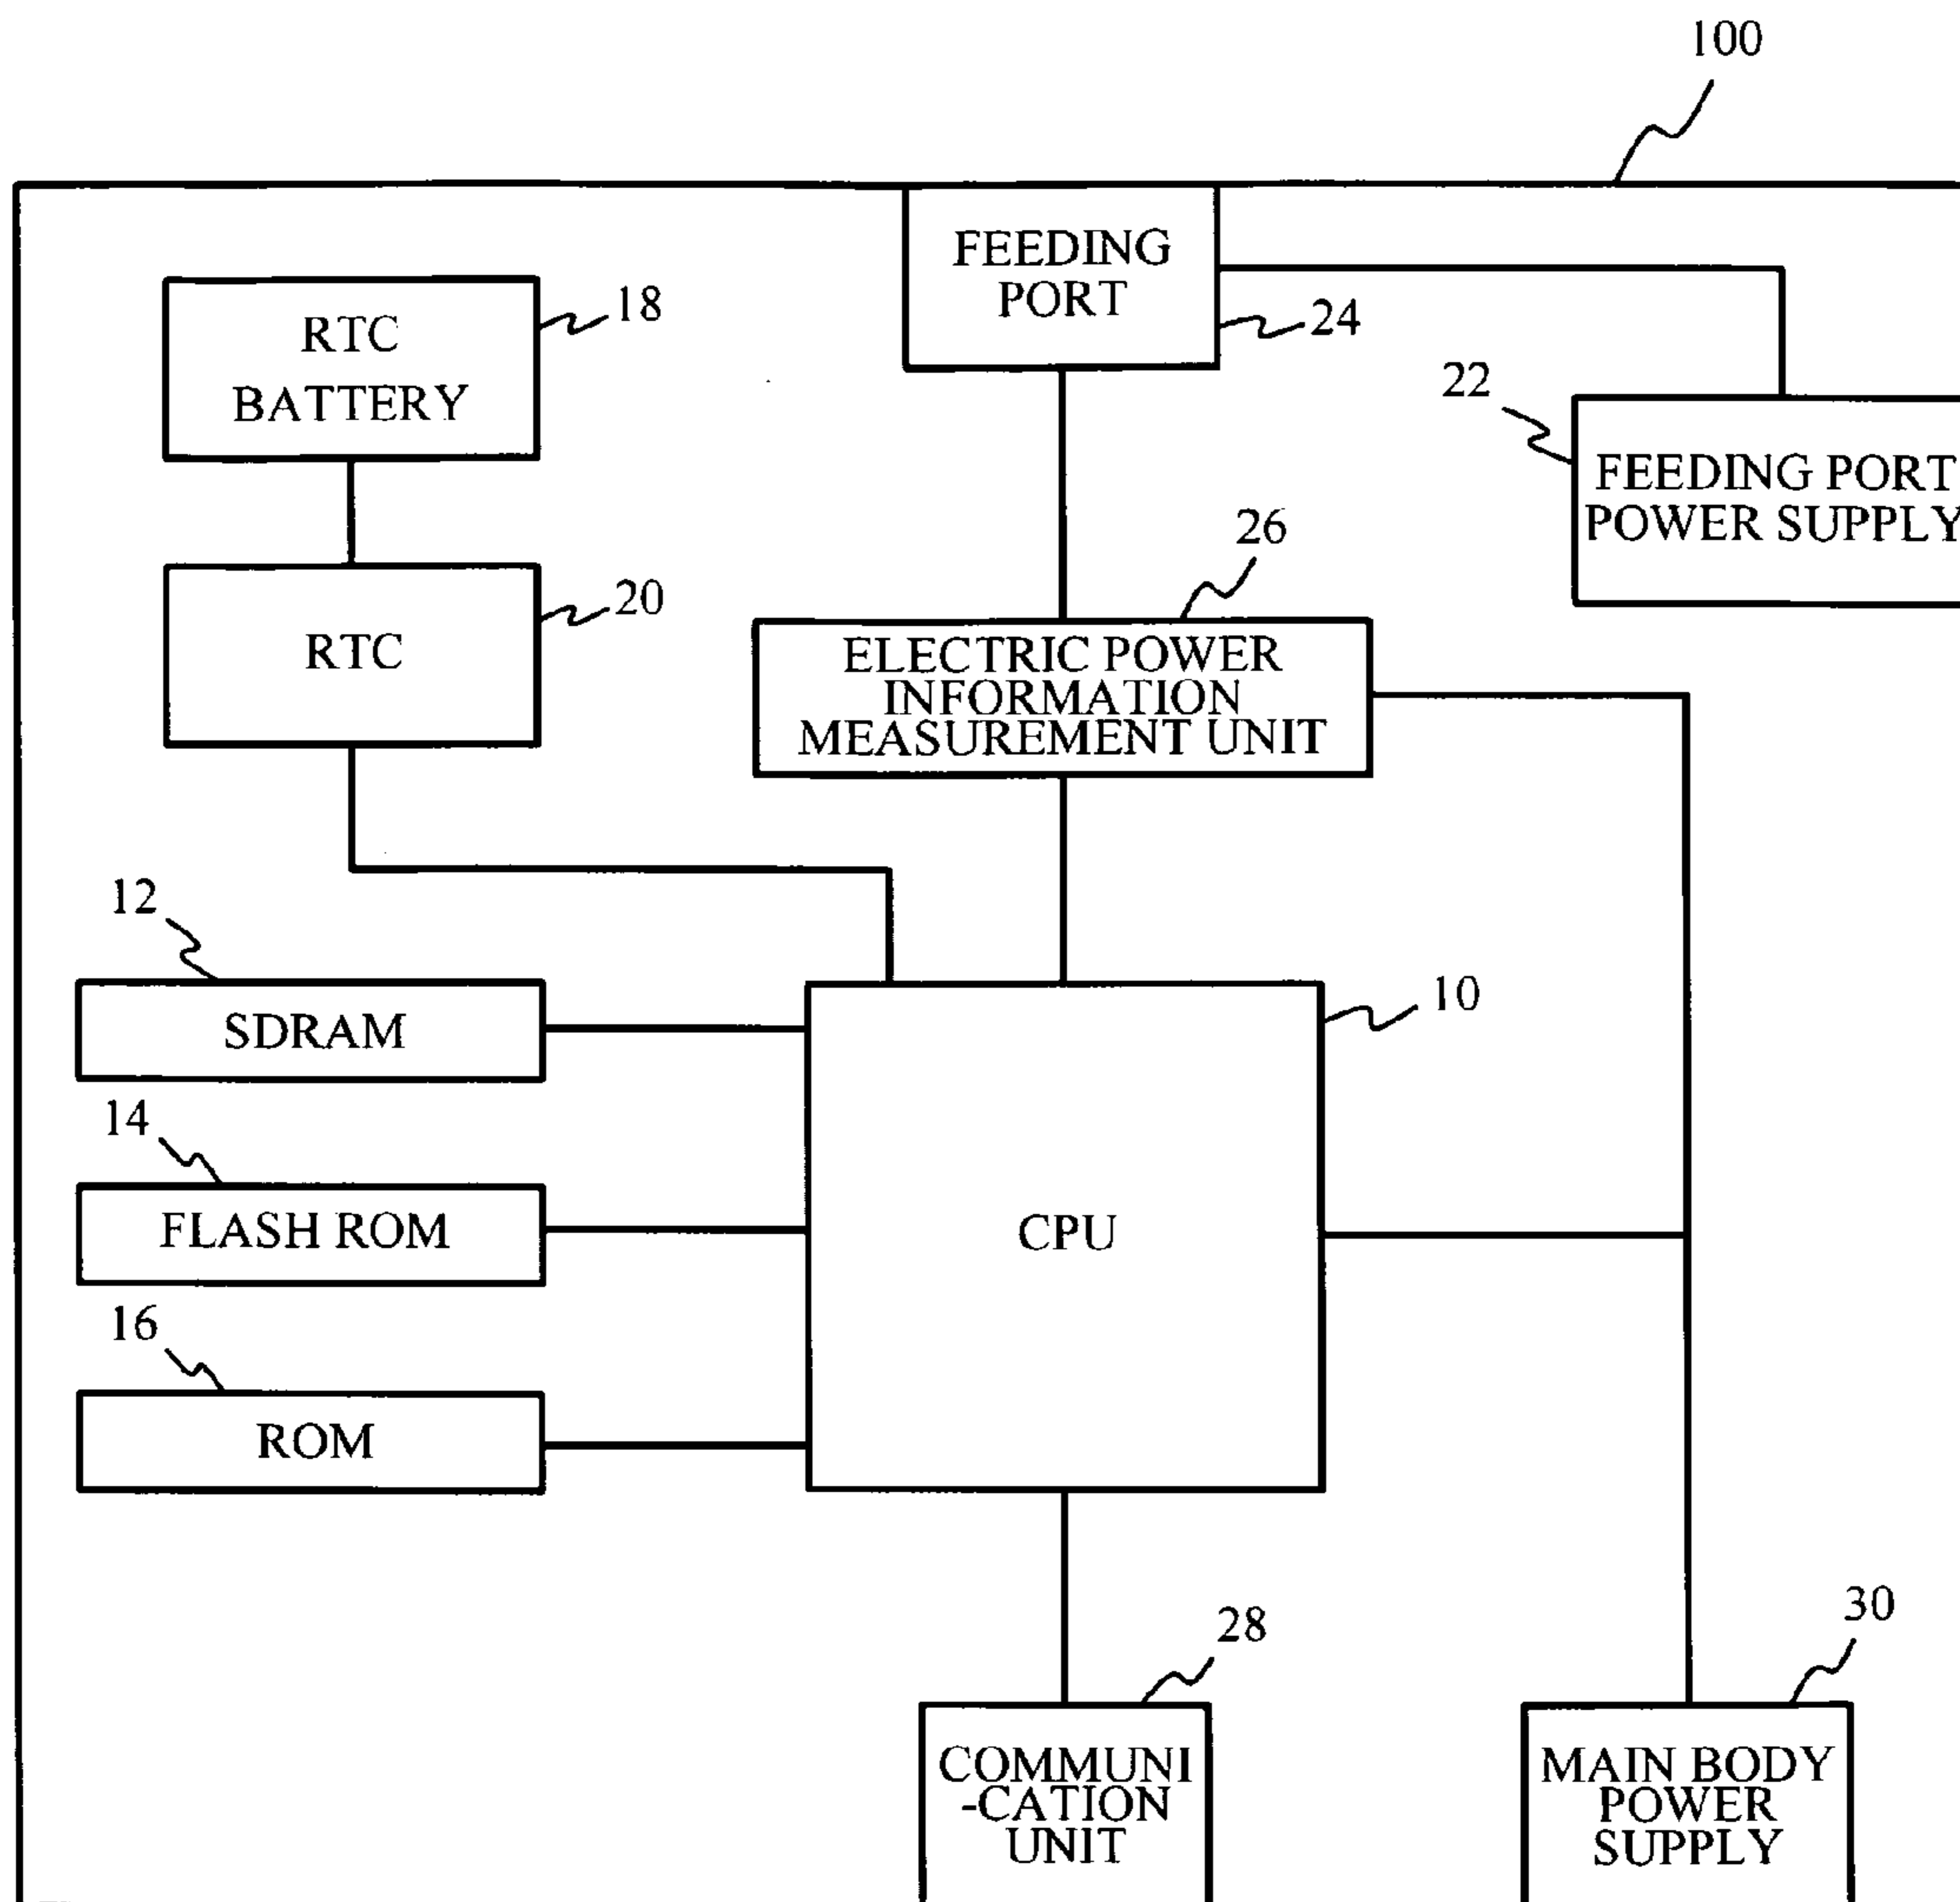 100
FEEDING
PORT
24
RTC
BATTERY
18
22
FEEDING PORT
POWER SUPPLY
26
RTC
20
ELECTRIC POWER
INFORMATION
MEASUREMENT UNIT
12
SDRAM
10
14
FLASH ROM
CPU
16
ROM
28
COMMUNI
-CATION
UNIT
30
MAIN BODY
POWER
SUPPLY